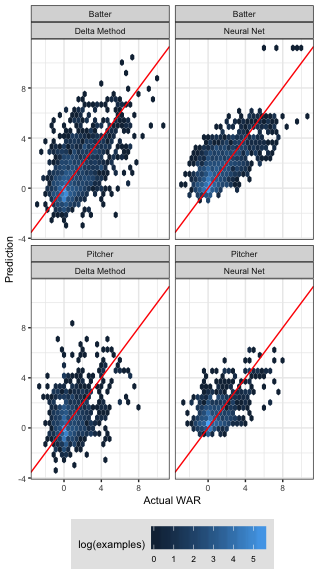 Batter
Batter
Delta Method
Neural Net
8
4
0
-4
Pitcher
Pitcher
Delta Method
Neural Net
8
4
0
-4
0
4
8
0
4
8
Prediction
Actual WAR
log(examples)
0 1 2 3 4 5